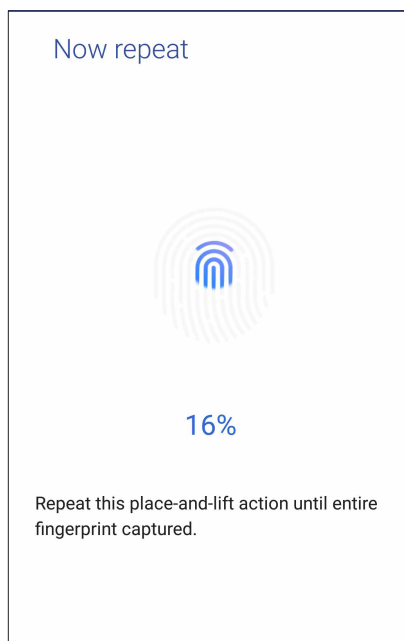 Now repeat
16%
Repeat this place-and-lift action until entire
fingerprint captured.